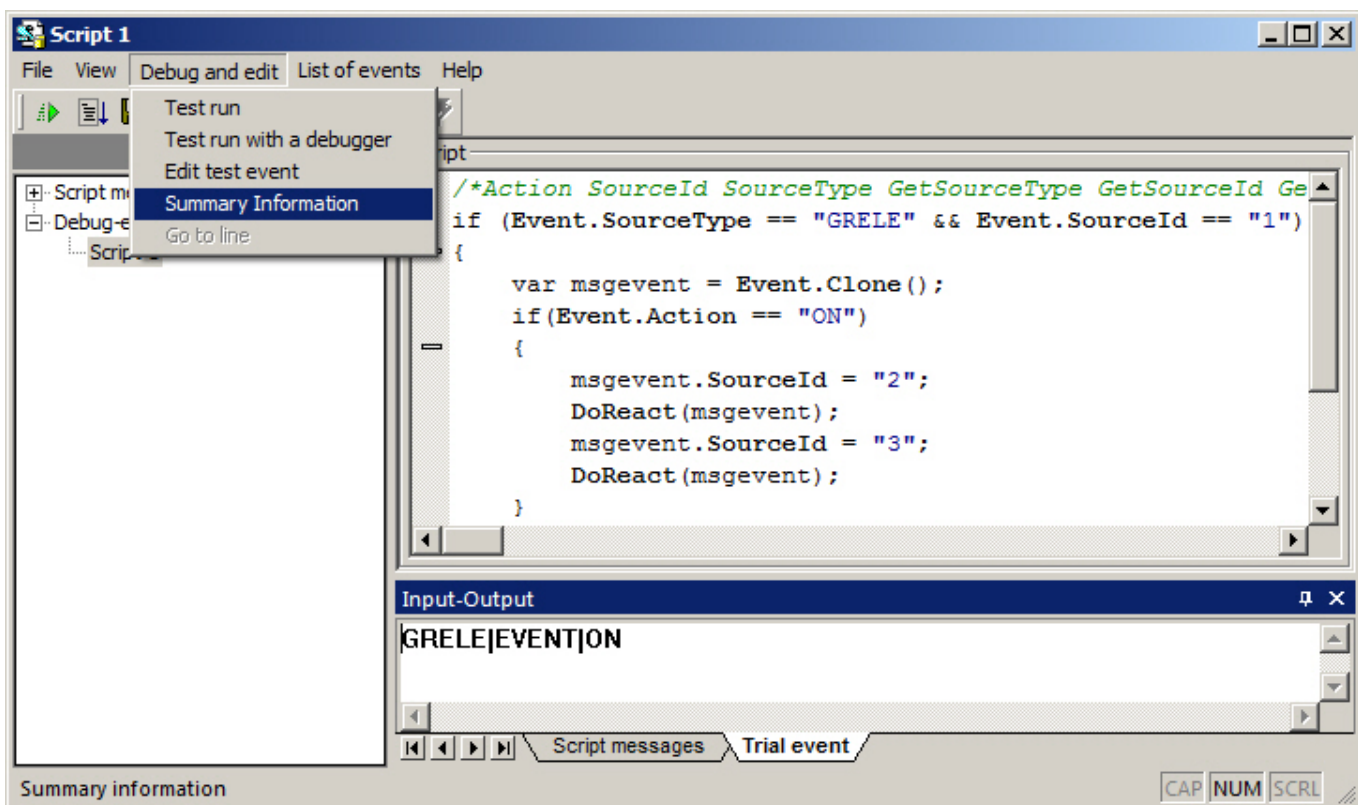 Script 1
File View Debug and edit List of events Help
Test run
Test run with a debugger
Edit test event
Summary Information
Go to line
Script
/*Action SourceId SourceType GetSourceType GetSourceId Ge
if (Event.SourceType == "GRELE" && Event.SourceId == "1")
{
var msgevent = Event.Clone();
if(Event.Action == "ON")
{
msgevent.SourceId = "2";
DoReact(msgevent);
msgevent.SourceId = "3";
DoReact(msgevent);
}
Script m
Debug-e
Scrip
Input-Output
GRELE|EVENT|ON
Script messages Trial event
Summary information
CAP NUM SCRL